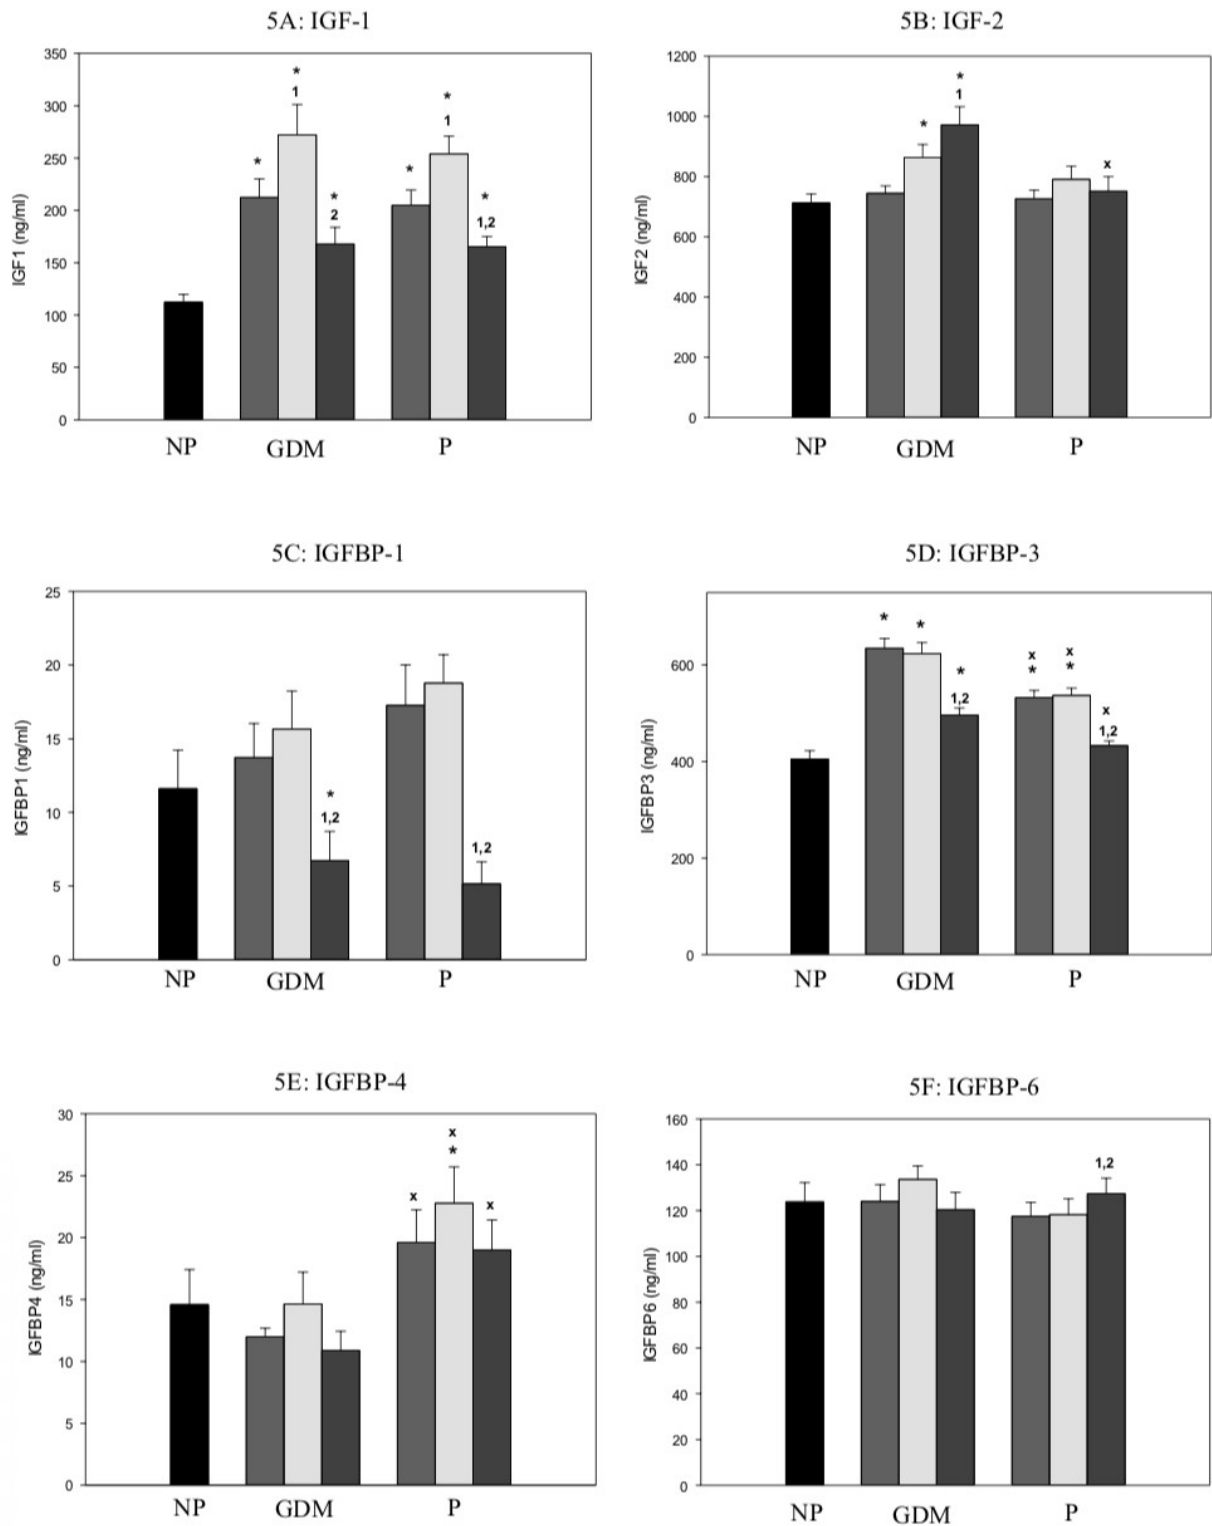 5A: IGF-1
350
300
250
200
150
100
50
0
IGF1 (ng/ml)
*
*
1
*
2
*
*
1
*
1,2
NP GDM P
5B: IGF-2
1200
1000
800
600
400
200
0
IGF2 (ng/ml)
*
*
1
x
NP GDM P
5C: IGFBP-1
25
20
15
10
5
0
IGFBP1 (ng/ml)
*
1,2
1,2
NP GDM P
5D: IGFBP-3
600
400
200
0
IGFBP3 (ng/ml)
*
*
*
1,2
x
*
x
*
x
1,2
NP GDM P
5E: IGFBP-4
30
25
20
15
10
5
0
IGFBP4 (ng/ml)
x
x
*
x
NP GDM P
5F: IGFBP-6
160
140
120
100
80
60
40
20
0
IGFBP6 (ng/ml)
1,2
NP GDM P